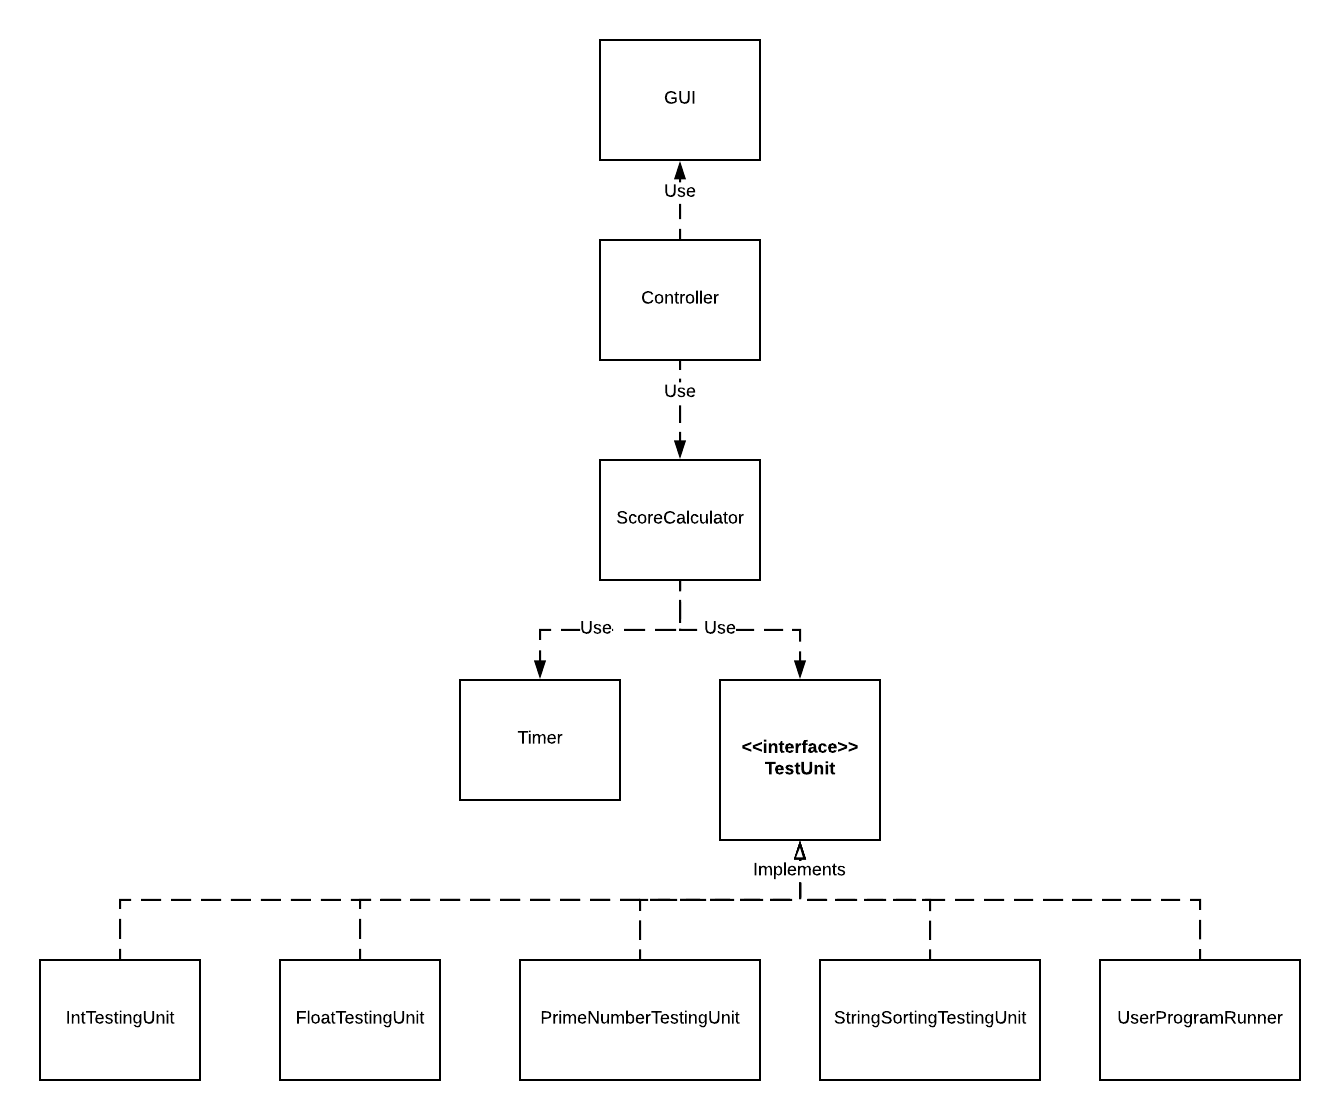 GUI
Use
Controller
Use
ScoreCalculator
Use
Use
Timer
<<interface>>
TestUnit
Implements
IntTestingUnit
FloatTestingUnit
PrimeNumberTestingUnit
StringSortingTestingUnit
UserProgramRunner